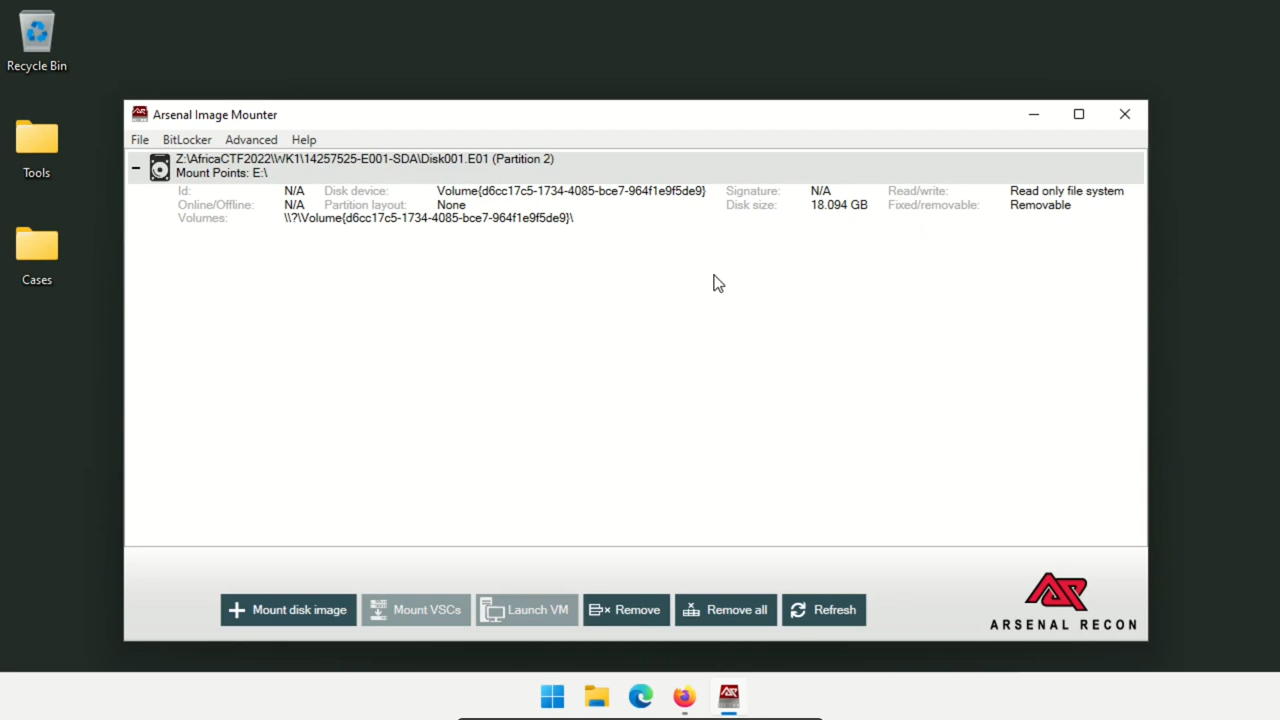 Recycle Bin
Tools
Cases
Arsenal Image Mounter
File BitLocker Advanced Help
Z:\AfricaCTF2022\WK1\14257525-E001-SDA\Disk001.E01 (Partition 2)
Mount Points: E:\
Id: N/A Disk device: Volume{d6cc17c5-1734-4085-bce7-964f1e9f5de9} Signature: N/A Read/write: Read only file system
Online/Offline: N/A Partition layout: None Disk size: 18.094 GB Fixed/removable: Removable
Volumes: \\?\Volume{d6cc17c5-1734-4085-bce7-964f1e9f5de9}\
Mount disk image Mount VSCs Launch VM Remove Remove all Refresh
ARSENAL RECON